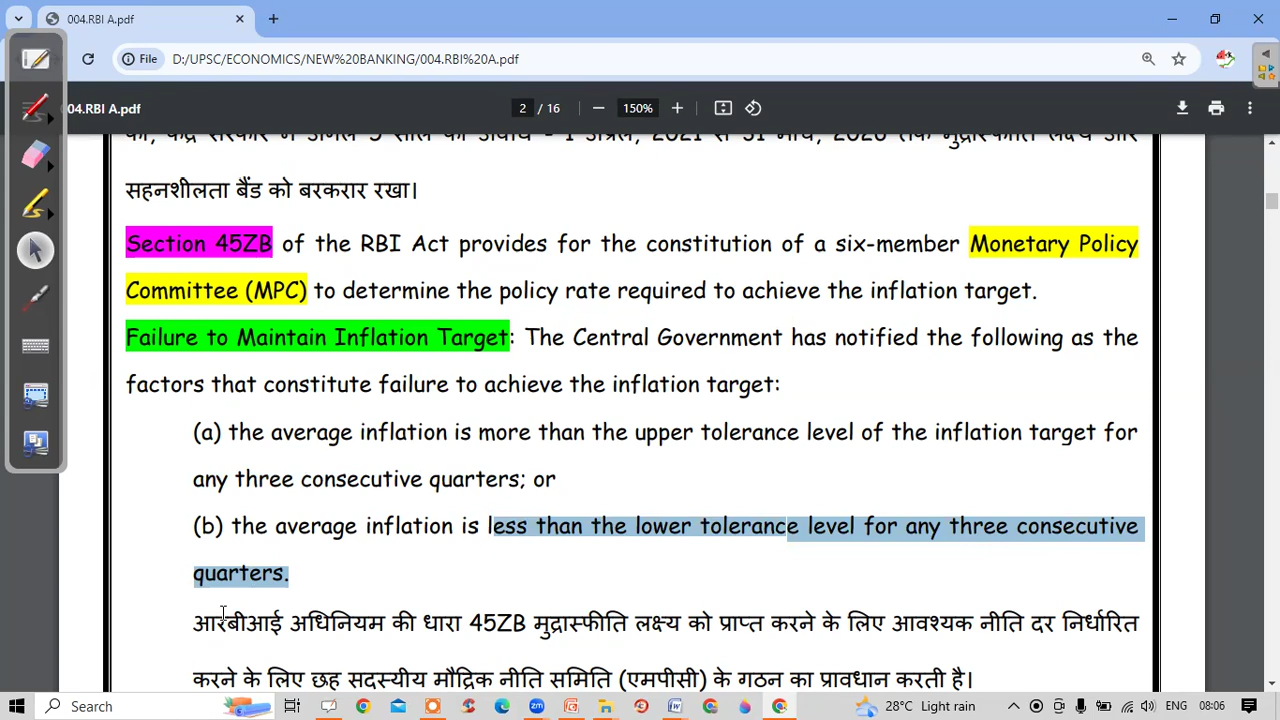 004.RBI A.pdf
File
D:/UPSC/ECONOMICS/NEW%20BANKING/004.RBI%20A.pdf
004.RBI A.pdf
2 / 16
150%
सहनशीलता बैंड को बरकरार रखा।
Section 45ZB of the RBI Act provides for the constitution of a six-member Monetary Policy
Committee (MPC) to determine the policy rate required to achieve the inflation target.
Failure to Maintain Inflation Target: The Central Government has notified the following as the
factors that constitute failure to achieve the inflation target:
(a) the average inflation is more than the upper tolerance level of the inflation target for
any three consecutive quarters; or
(b) the average inflation is less than the lower tolerance level for any three consecutive
quarters.
आरबीआई अधिनियम की धारा 45ZB मुद्रास्फीति लक्ष्य को प्राप्त करने के लिए आवश्यक नीति दर निर्धारित
करने के लिए छह सदस्यीय मौद्रिक नीति समिति (एमपीसी) के गठन का प्रावधान करती है।
Search
28°C Light rain
ENG
08:06